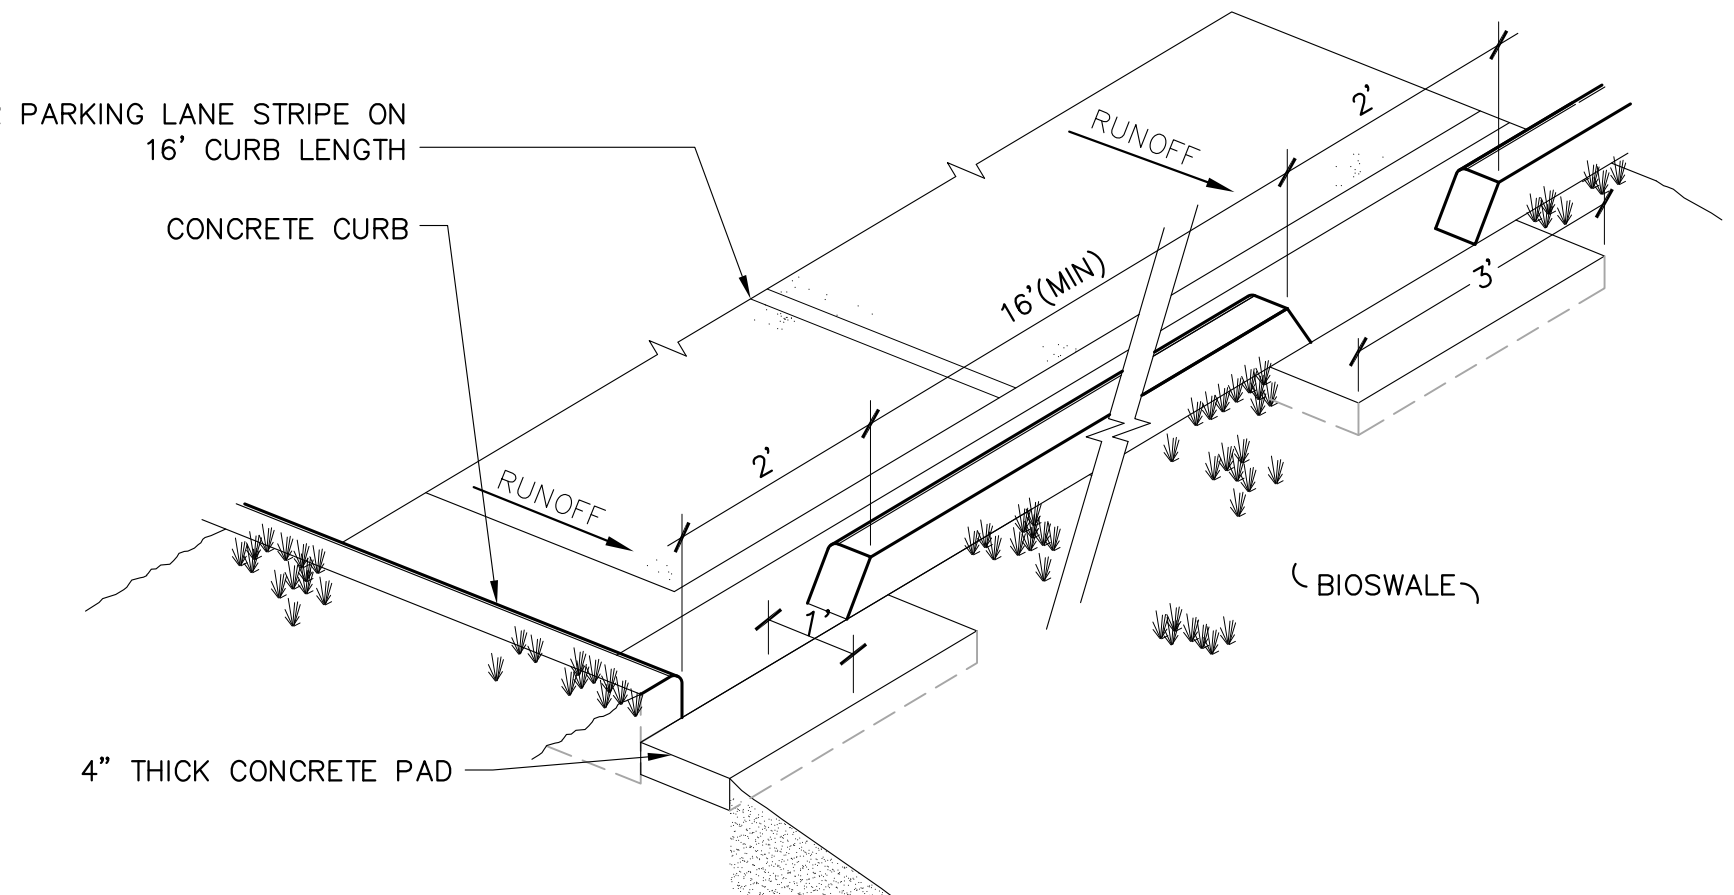 PARKING LANE STRIPE ON
16' CURB LENGTH
CONCRETE CURB
RUNOFF
2'
16'(MIN)
3'
2'
RUNOFF
1'
BIOSWALE
4" THICK CONCRETE PAD